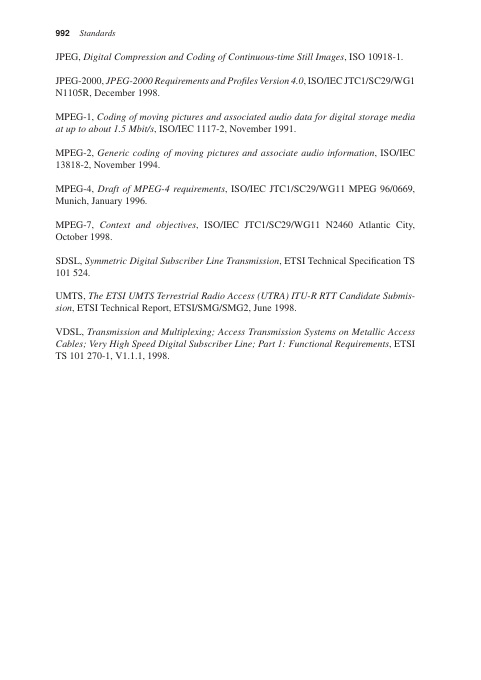 992 Standards
JPEG, Digital Compression and Coding of Continuous-time Still Images, ISO 10918-1.
JPEG-2000, JPEG-2000 Requirements and Profiles Version 4.0, ISO/IEC JTC1/SC29/WG1
N1105R, December 1998.
MPEG-1, Coding of moving pictures and associated audio data for digital storage media
at up to about 1.5 Mbit/s, ISO/IEC 1117-2, November 1991.
MPEG-2, Generic coding of moving pictures and associate audio information, ISO/IEC
13818-2, November 1994.
MPEG-4, Draft of MPEG-4 requirements, ISO/IEC JTC1/SC29/WG11 MPEG 96/0669,
Munich, January 1996.
MPEG-7, Context and objectives, ISO/IEC JTC1/SC29/WG11 N2460 Atlantic City,
October 1998.
SDSL, Symmetric Digital Subscriber Line Transmission, ETSI Technical Specification TS
101 524.
UMTS, The ETSI UMTS Terrestrial Radio Access (UTRA) ITU-R RTT Candidate Submis-
sion, ETSI Technical Report, ETSI/SMG/SMG2, June 1998.
VDSL, Transmission and Multiplexing; Access Transmission Systems on Metallic Access
Cables; Very High Speed Digital Subscriber Line; Part 1: Functional Requirements, ETSI
TS 101 270-1, V1.1.1, 1998.